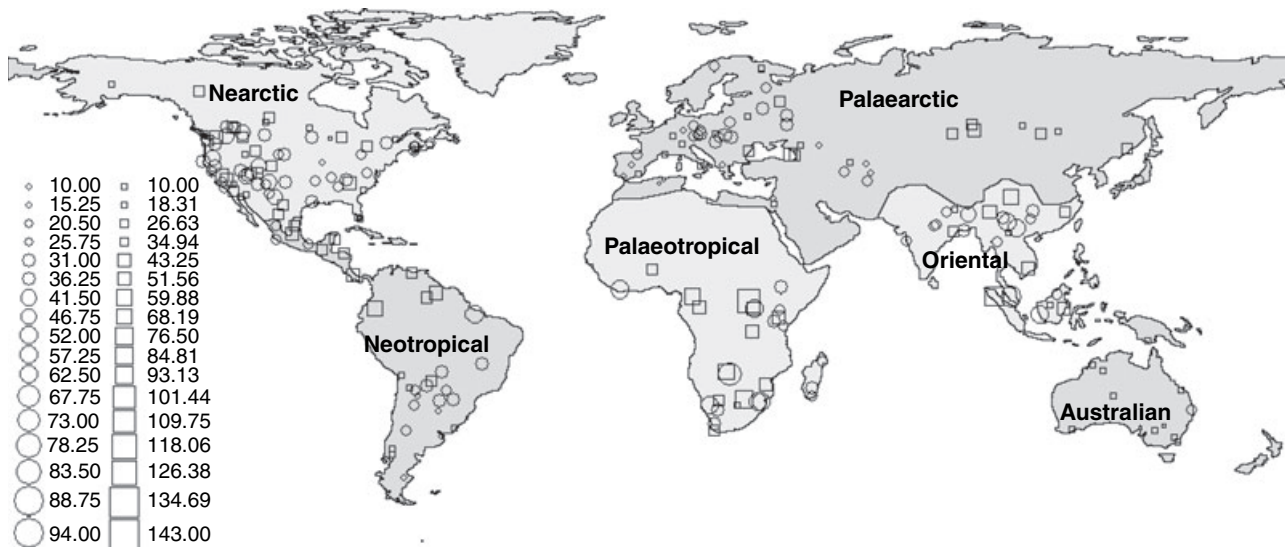 Nearctic
Palaearctic
Palaeotropical
Oriental
Neotropical
Australian
10.00 10.00
15.25 18.31
20.50 26.63
25.75 34.94
31.00 43.25
36.25 51.56
41.50 59.88
46.75 68.19
52.00 76.50
57.25 84.81
62.50 93.13
67.75 101.44
73.00 109.75
78.25 118.06
83.50 126.38
88.75 134.69
94.00 143.00